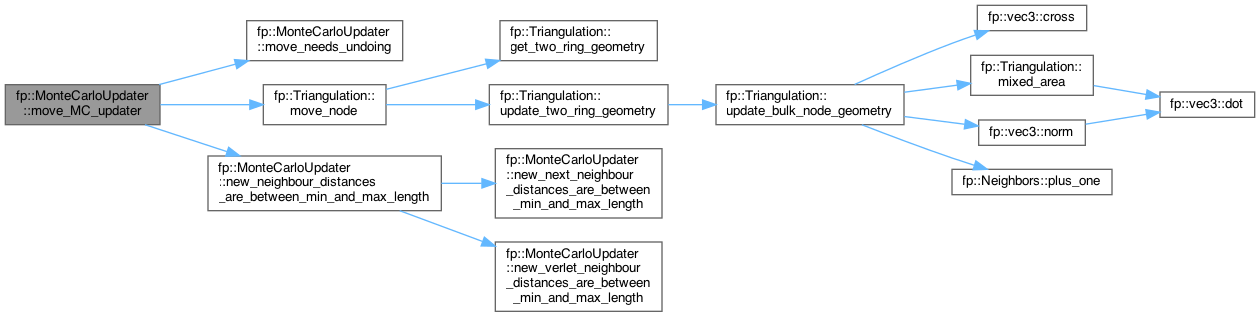 fp::MonteCarloUpdater
::move_MC_updater
fp::MonteCarloUpdater
::move_needs_undoing
fp::Triangulation::
move_node
fp::MonteCarloUpdater
::new_neighbour_distances
_are_between_min_and_max_length
fp::Triangulation::
get_two_ring_geometry
fp::Triangulation::
update_two_ring_geometry
fp::MonteCarloUpdater
::new_next_neighbour
_distances_are_between
_min_and_max_length
fp::MonteCarloUpdater
::new_verlet_neighbour
_distances_are_between
_min_and_max_length
fp::Triangulation::
update_bulk_node_geometry
fp::vec3::cross
fp::Triangulation::
mixed_area
fp::vec3::norm
fp::Neighbors::plus_one
fp::vec3::dot